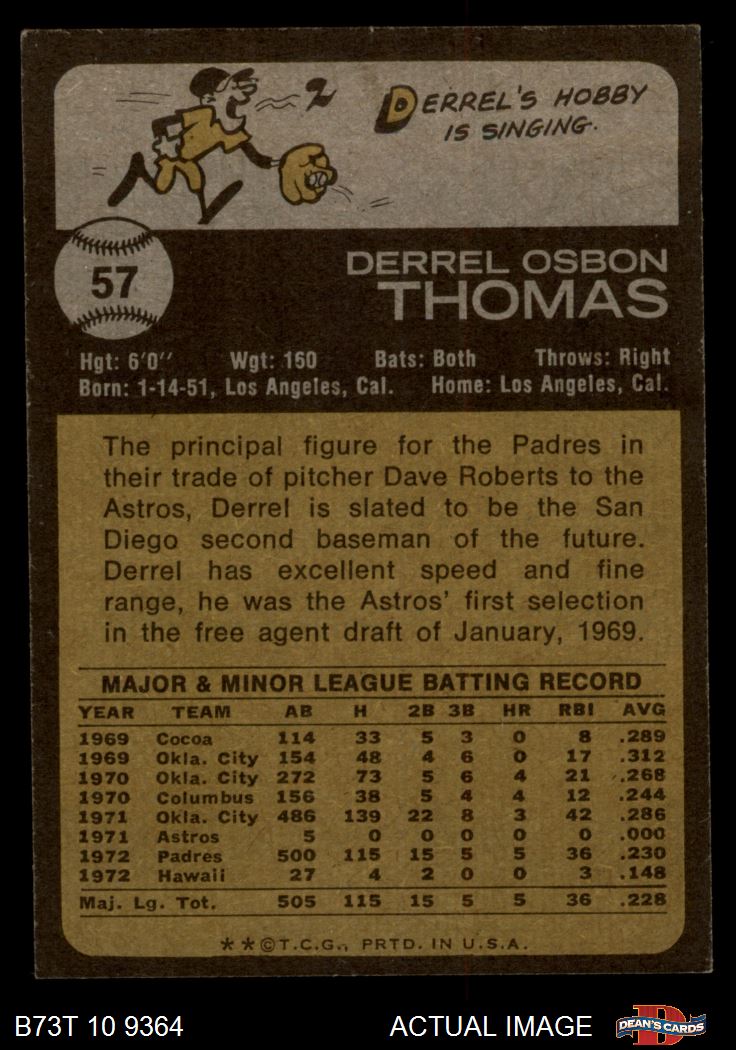 DERREL'S HOBBY
IS SINGING.
57
DERREL OSBON
THOMAS
Hgt: 6'0" Wgt: 160 Bats: Both Throws: Right
Born: 1-14-51, Los Angeles, Cal. Home: Los Angeles, Cal.
The principal figure for the Padres in
their trade of pitcher Dave Roberts to the
Astros, Derrel is slated to be the San
Diego second baseman of the future.
Derrel has excellent speed and fine
range, he was the Astros' first selection
in the free agent draft of January, 1969.
MAJOR & MINOR LEAGUE BATTING RECORD
YEAR TEAM AB H 2B 3B HR RBI AVG
1969 Cocoa 114 33 5 3 0 8 .289
1969 Okla. City 154 48 4 6 0 17 .312
1970 Okla. City 272 73 5 6 4 21 .268
1970 Columbus 156 38 5 4 4 12 .244
1971 Okla. City 486 139 22 8 3 42 .286
1971 Astros 5 0 0 0 0 0 .000
1972 Padres 500 115 15 5 5 36 .230
1972 Hawaii 27 4 2 0 0 3 .148
Maj. Lg. Tot. 505 115 15 5 5 36 .228
**©T.C.G., PRTD. IN U.S.A.
B73T 10 9364 ACTUAL IMAGE DEAN'S CARDS